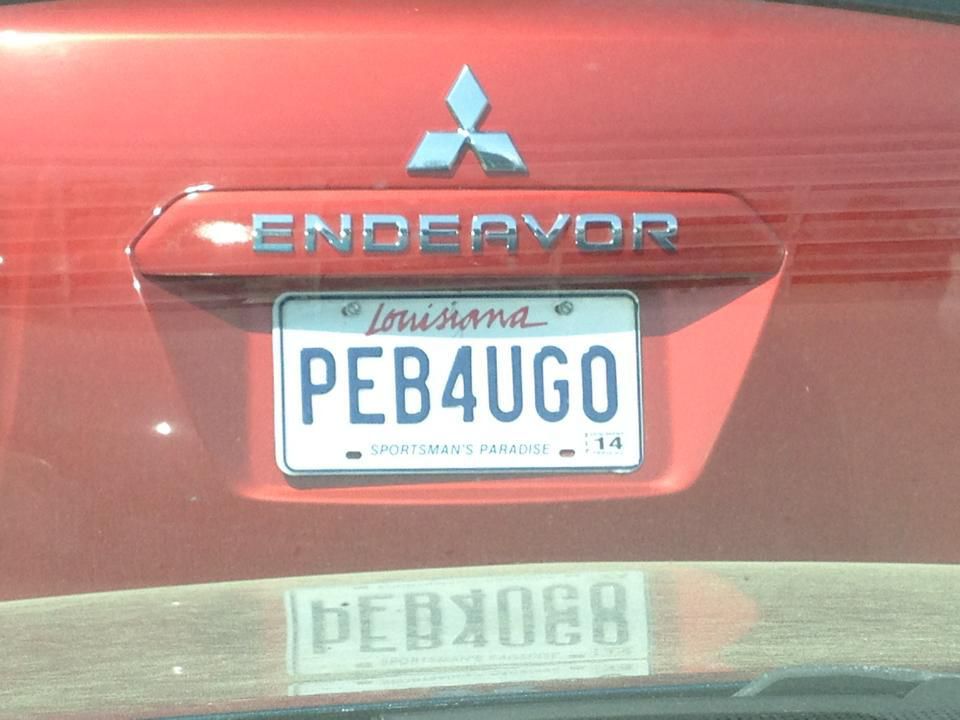 ENDEAVOR
Louisiana
PEB4UGO
SPORTSMAN'S PARADISE
14